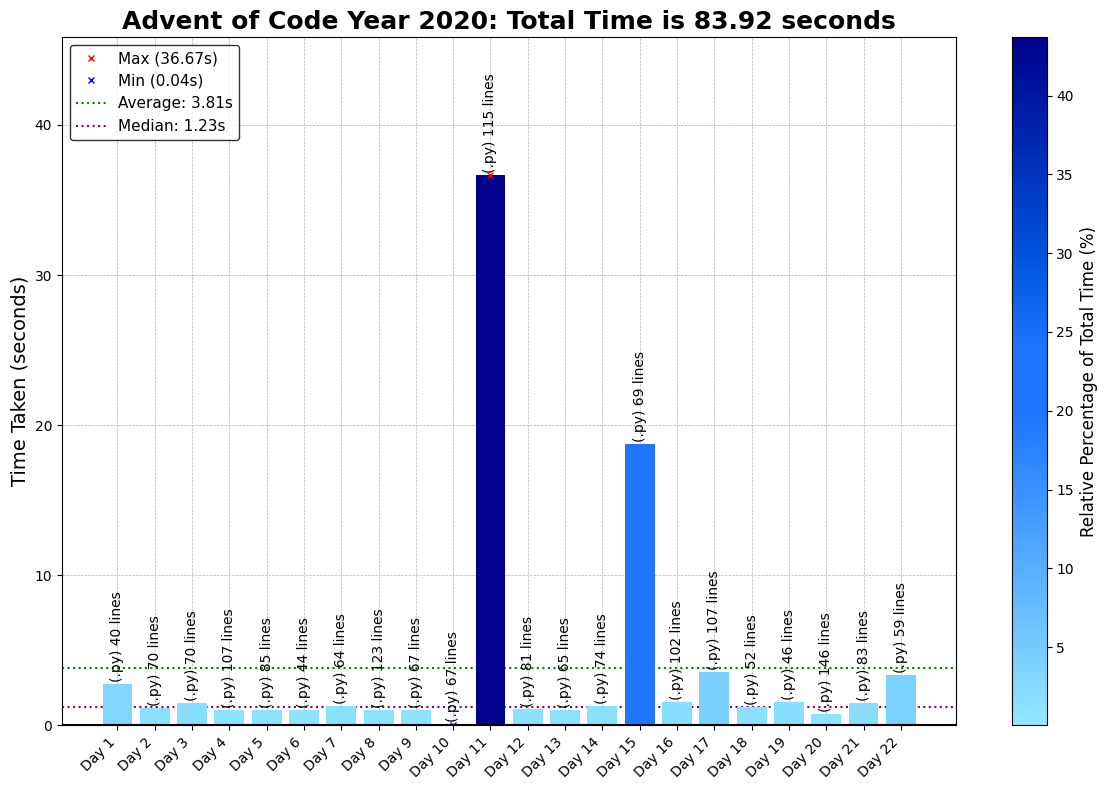 Advent of Code Year 2020: Total Time is 83.92 seconds
Max (36.67s)
Min (0.04s)
Average: 3.81s
Median: 1.23s
Time Taken (seconds)
40
30
20
10
0
(.py) 40 lines
(.py) 70 lines
(.py) 70 lines
(.py) 107 lines
(.py) 85 lines
(.py) 44 lines
(.py) 64 lines
(.py) 123 lines
(.py) 67 lines
(.py) 67 lines
(.py) 115 lines
(.py) 81 lines
(.py) 65 lines
(.py) 74 lines
(.py) 69 lines
(.py) 102 lines
(.py) 107 lines
(.py) 52 lines
(.py) 46 lines
(.py) 146 lines
(.py) 83 lines
(.py) 59 lines
Day 1
Day 2
Day 3
Day 4
Day 5
Day 6
Day 7
Day 8
Day 9
Day 10
Day 11
Day 12
Day 13
Day 14
Day 15
Day 16
Day 17
Day 18
Day 19
Day 20
Day 21
Day 22
40
35
30
25
20
15
10
5
Relative Percentage of Total Time (%)